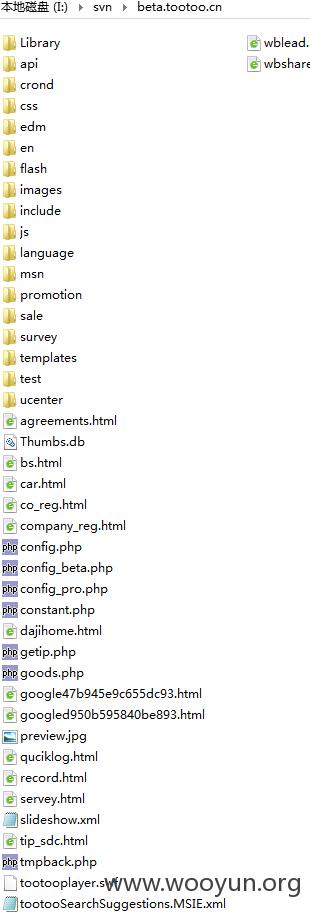 本地磁盘 (I:) svn beta.tootoo.cn
Library
api
crond
css
edm
en
flash
images
include
js
language
msn
promotion
sale
survey
templates
test
ucenter
agreements.html
Thumbs.db
bs.html
car.html
co_reg.html
company_reg.html
config.php
config_beta.php
config_pro.php
constant.php
dajihome.html
getip.php
goods.php
google47b945e9c655dc93.html
googled950b595840be893.html
preview.jpg
quciklog.html
record.html
servey.html
slideshow.xml
tip_sdc.html
tmpback.php
tootooplayer.s
tootooSearchSuggestions.MSIE.xml
wblead.
wbshare
www.wooyun.org